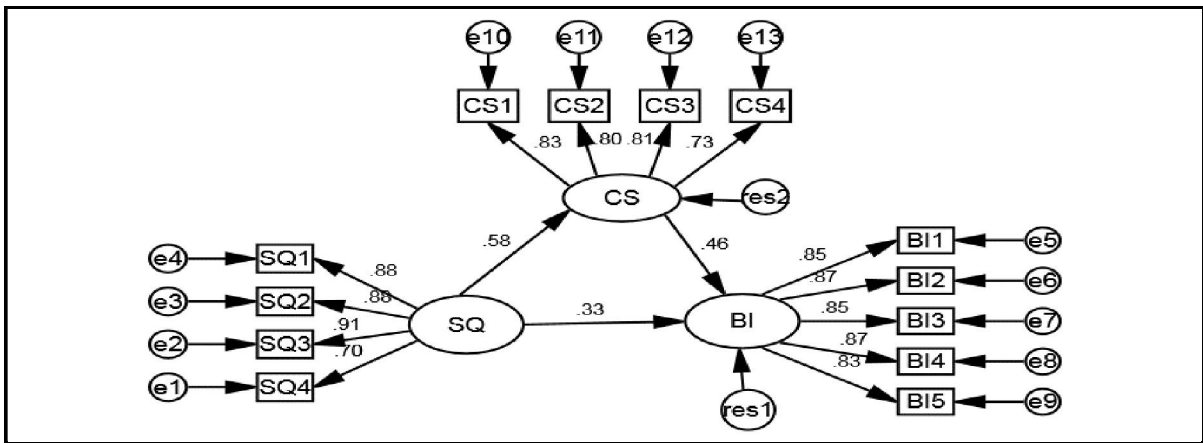 e10 e11 e12 e13
CS1 CS2 CS3 CS4
.83 .80 .81 .73
CS res2
.58 .46
e4 SQ1 .88
e3 SQ2 .88
e2 SQ3 .91
e1 SQ4 .70
SQ .33 BI
.85 BI1 e5
.87 BI2 e6
.85 BI3 e7
.87 BI4 e8
.83 BI5 e9
res1